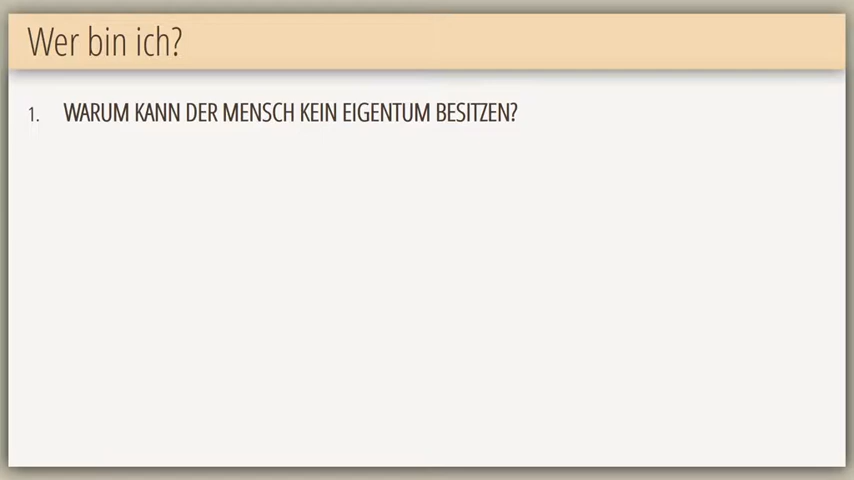 Wer bin ich?
1. WARUM KANN DER MENSCH KEIN EIGENTUM BESITZEN?